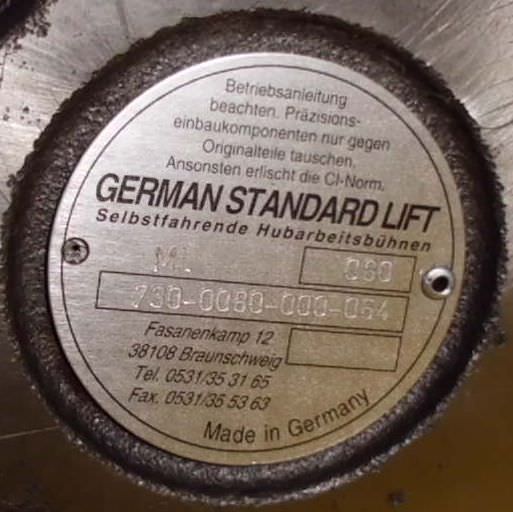 Betriebsanleitung
beachten. Präzisions-
einbaukomponenten nur gegen
Originalteile tauschen.
Ansonsten erlischt die CI-Norm.
GERMAN STANDARD LIFT
Selbstfahrende Hubarbeitsbühnen
060
730-0080-000-064
Fasanenkamp 12
38108 Braunschweig
Tel. 0531/35 31 65
Fax. 0531/35 53 63
Made in Germany